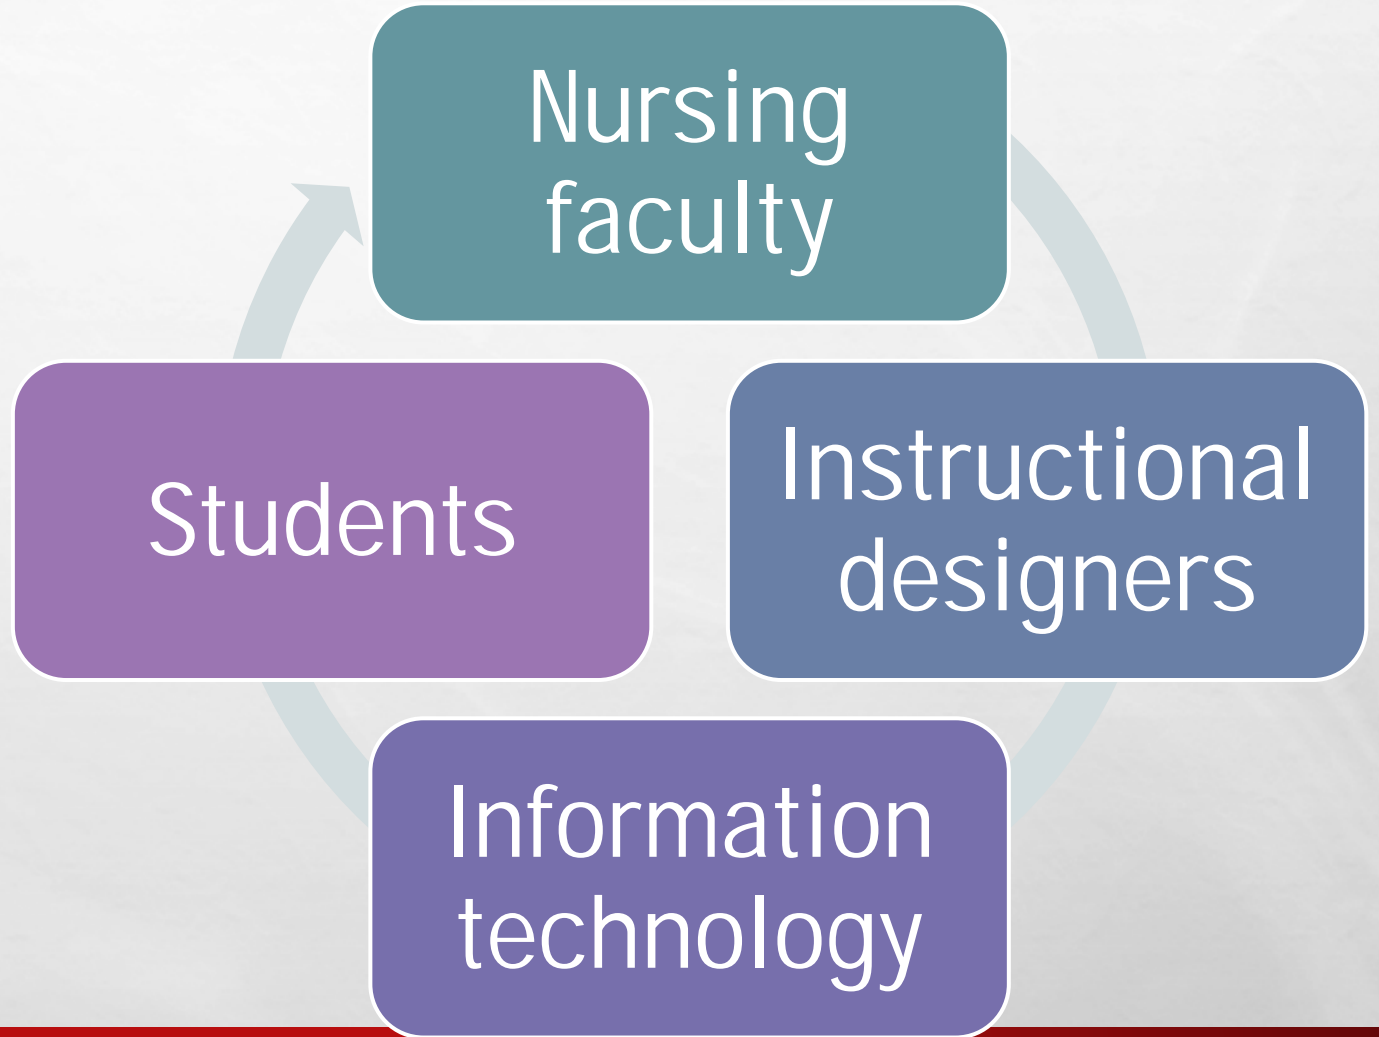 Nursing
faculty
Instructional
designers
Information
technology
Students